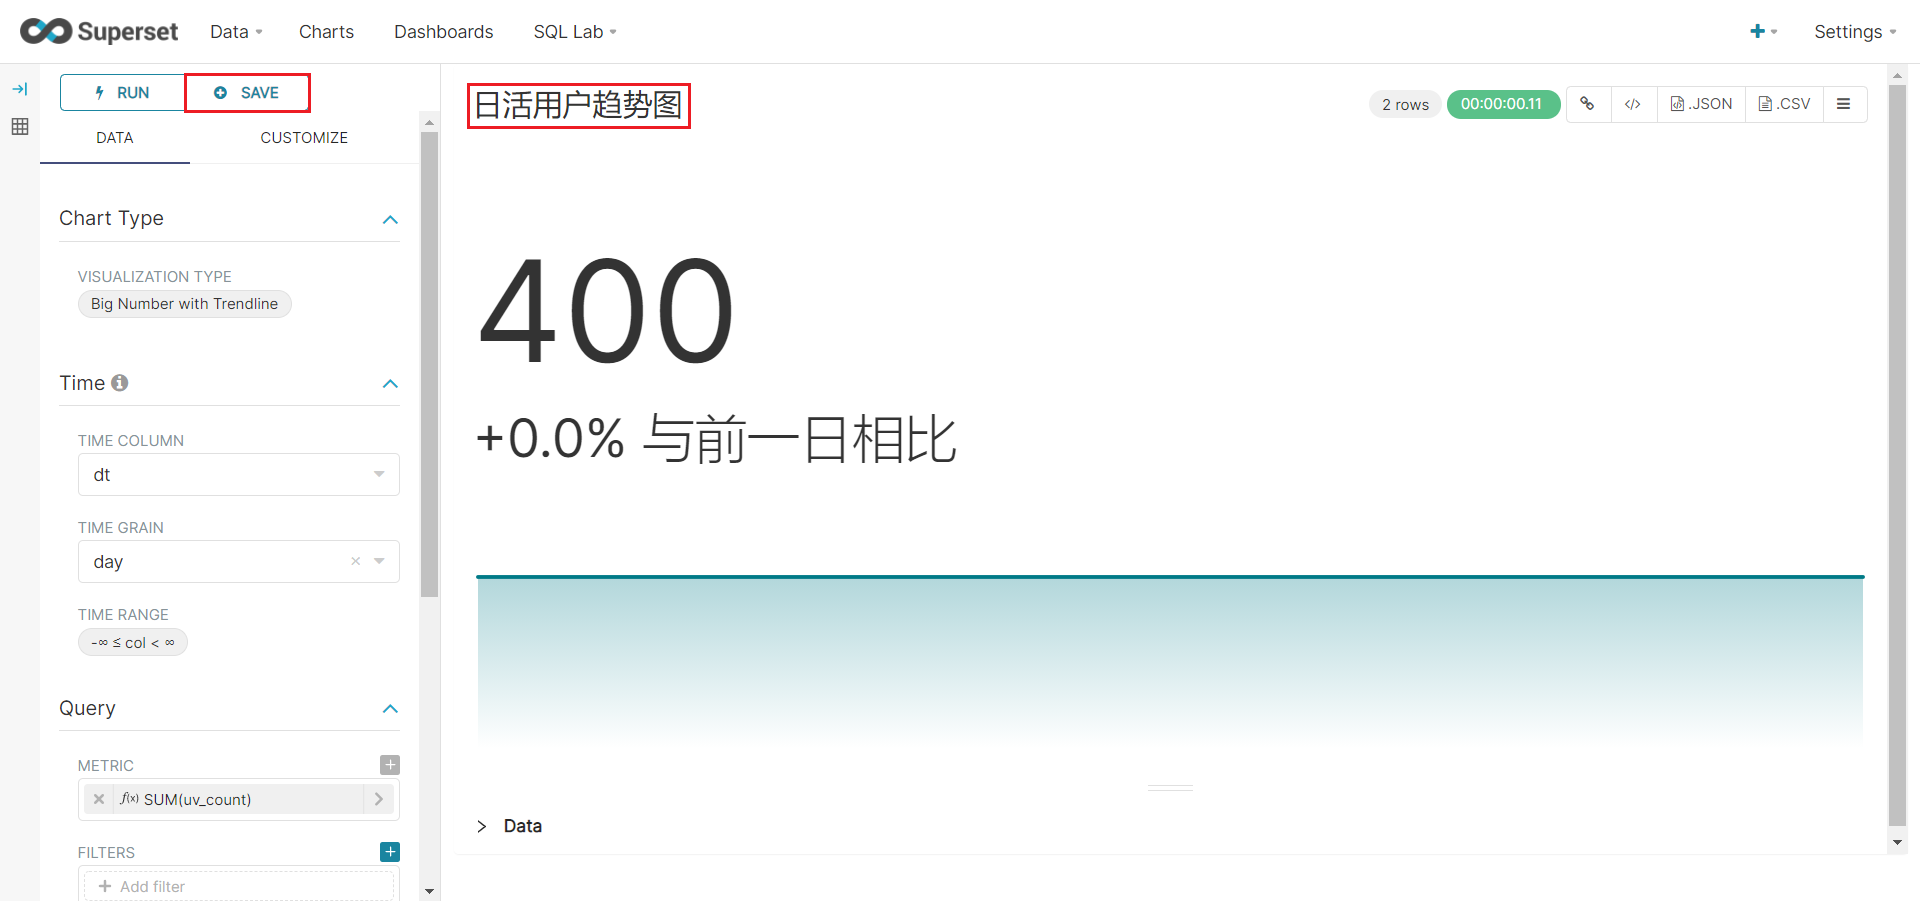 Superset Data Charts Dashboards SQL Lab + Settings
RUN SAVE
DATA CUSTOMIZE
日活用户趋势图
2 rows 00:00:00.11 </> .JSON .CSV
Chart Type
VISUALIZATION TYPE
Big Number with Trendline
Time
TIME COLUMN
dt
TIME GRAIN
day ×
TIME RANGE
-∞ ≤ col < ∞
Query
METRIC +
× f(x) SUM(uv_count) >
FILTERS +
+ Add filter
400
+0.0% 与前一日相比
> Data